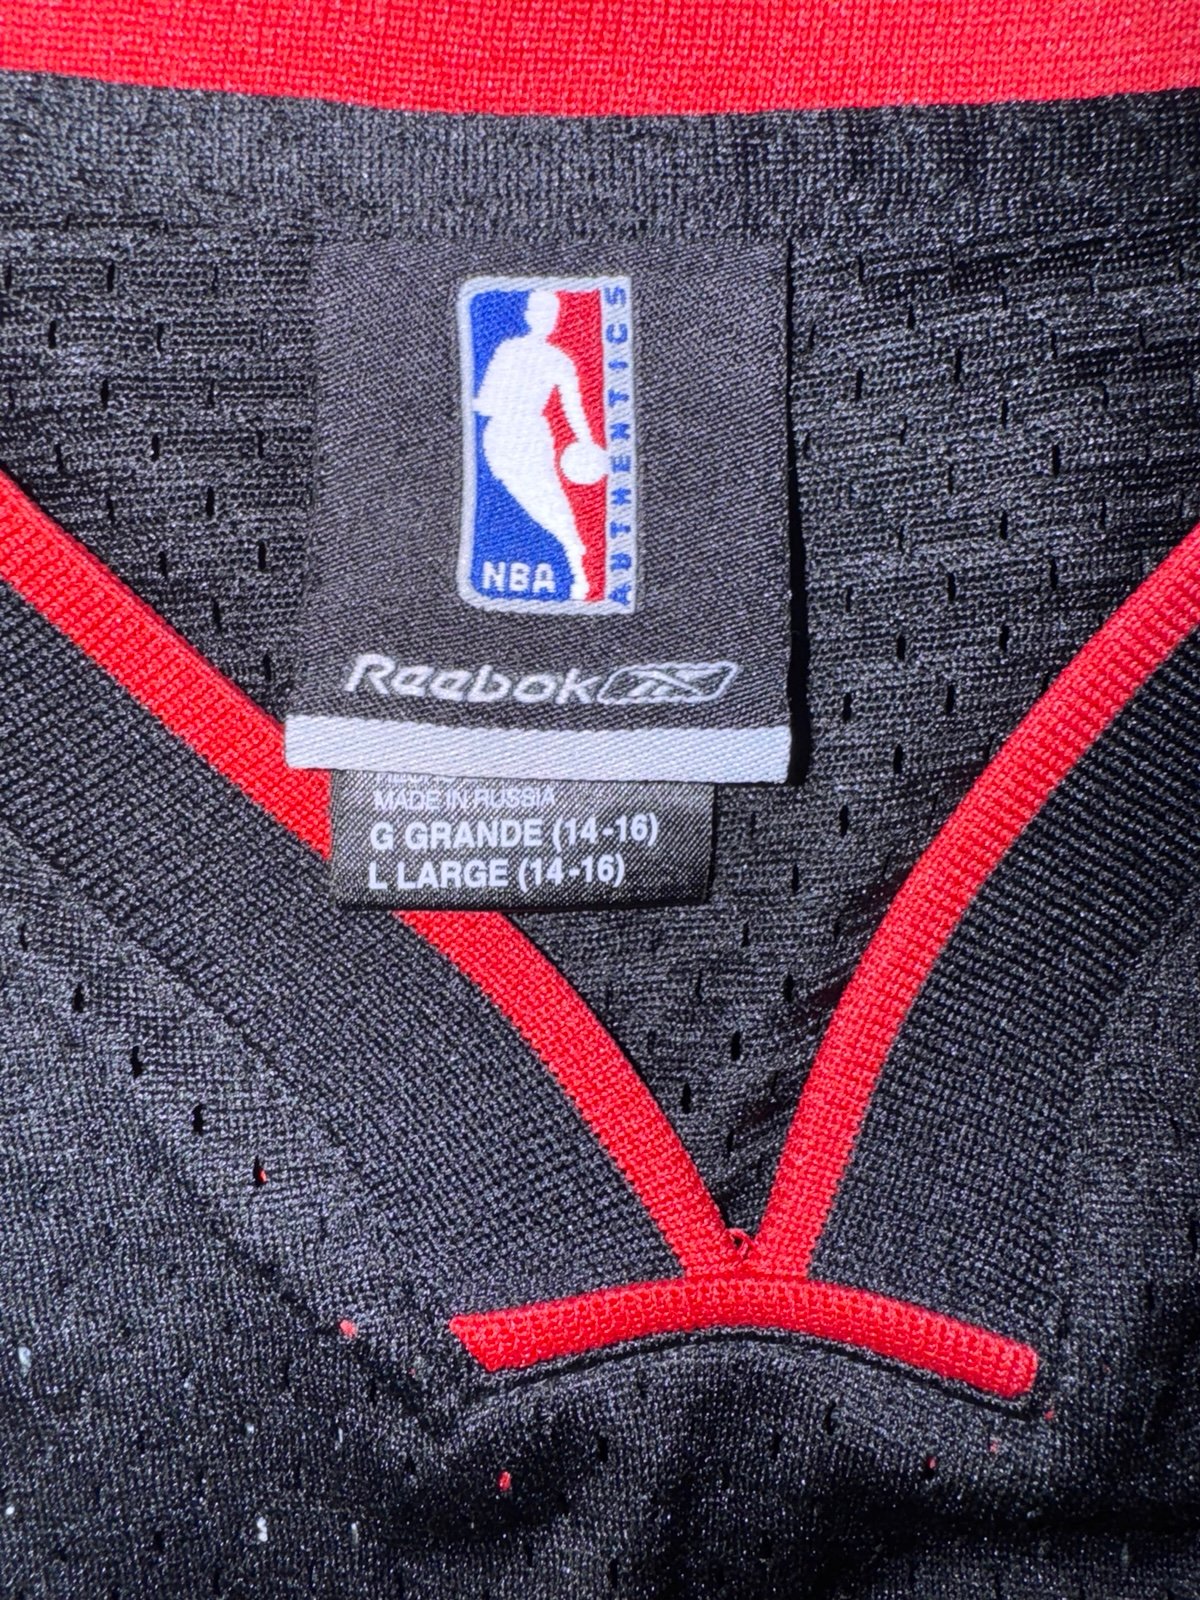 NBA
AUTHENTICS
Reebok
MADE IN RUSSIA
G GRANDE (14-16)
L LARGE (14-16)